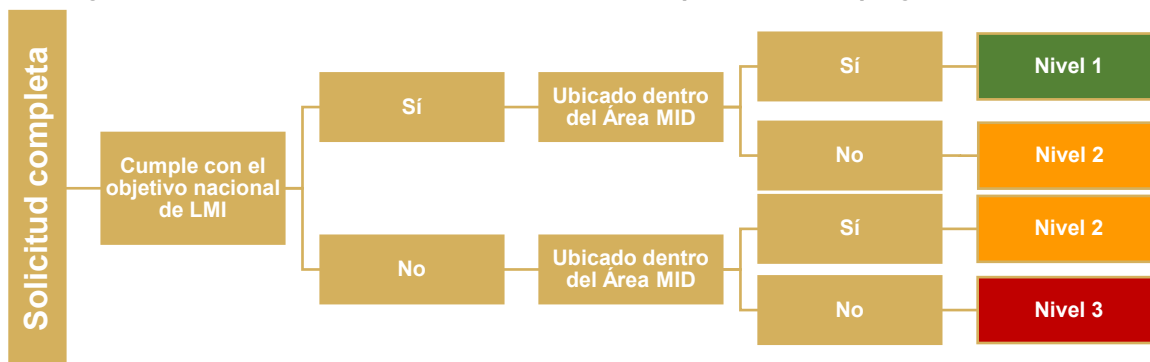 Solicitud completa
Cumple con el
objetivo nacional
de LMI
Sí
Ubicado dentro
del Área MID
Sí
Nivel 1
No
Nivel 2
No
Ubicado dentro
del Área MID
Sí
Nivel 2
No
Nivel 3